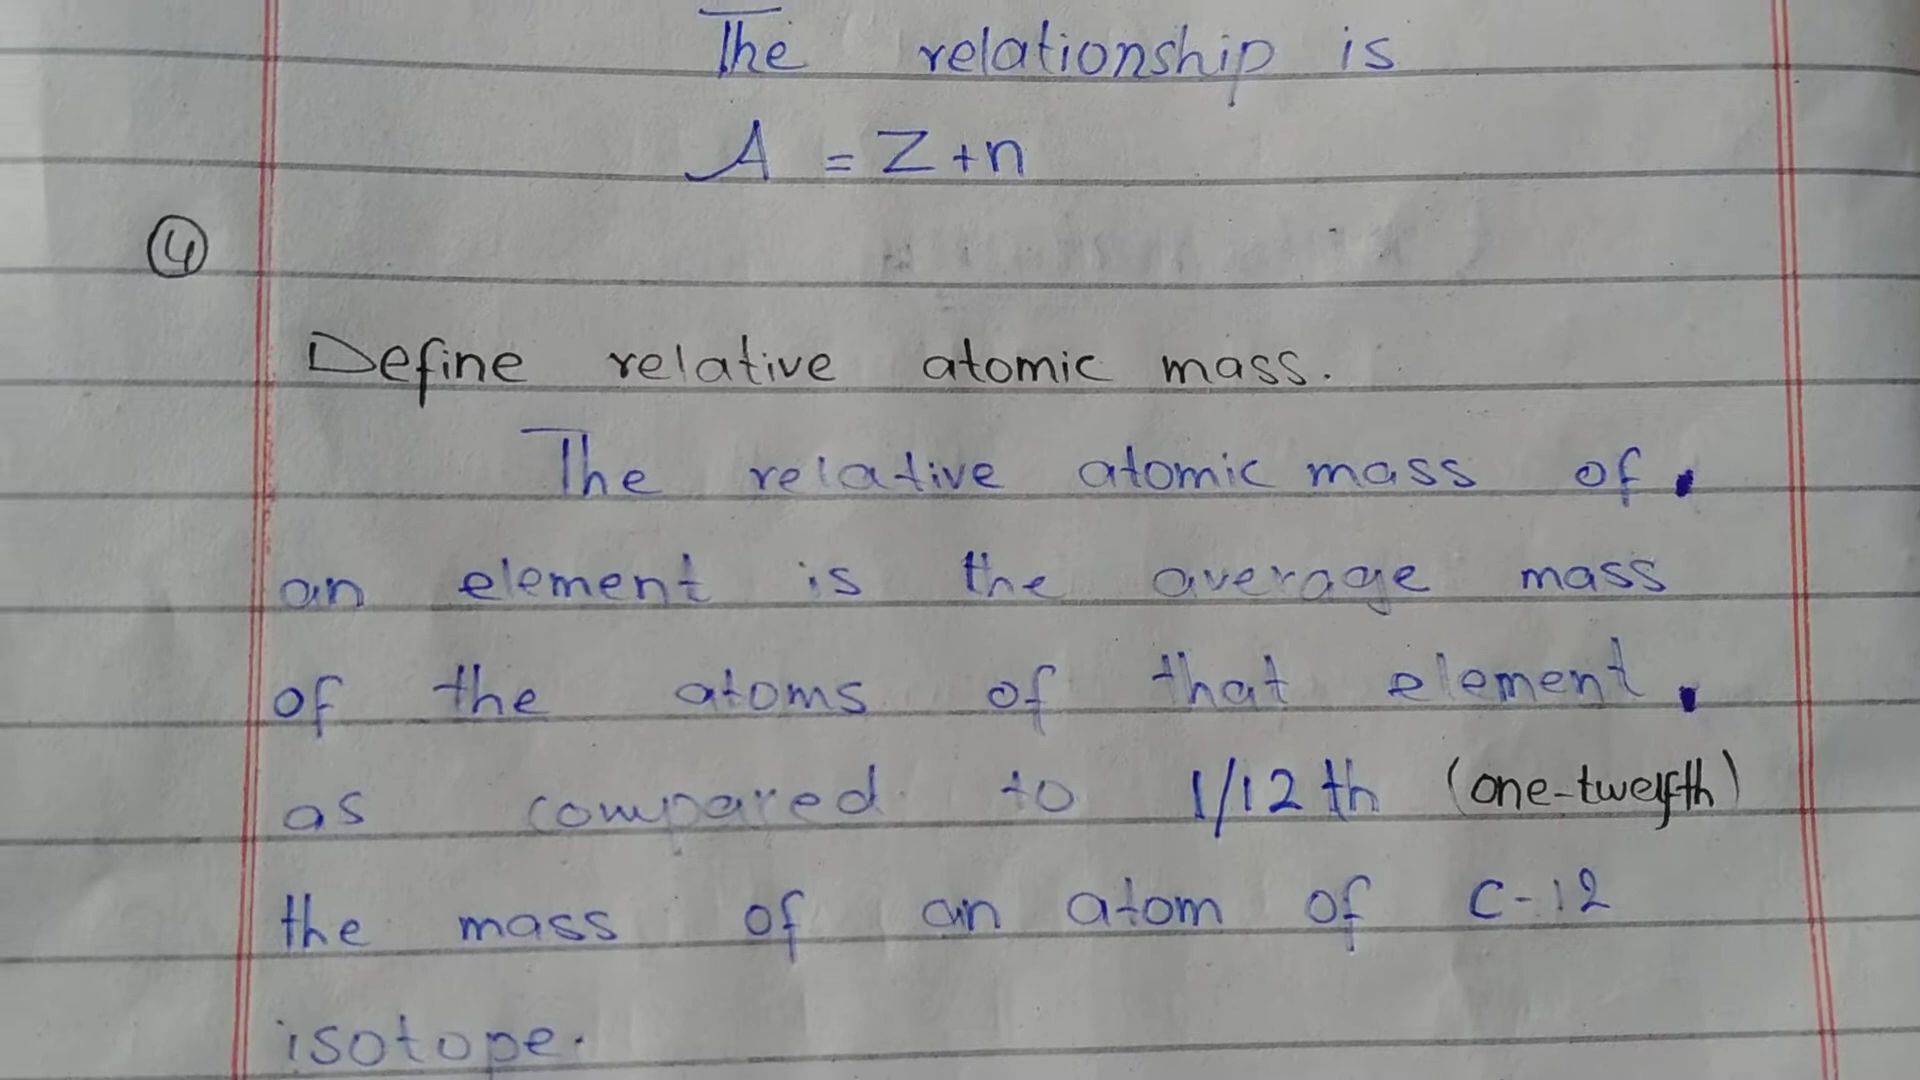 The relationship is
A = Z+n
4
Define relative atomic mass.
The relative atomic mass of
an element is the average mass
of the atoms of that element
as compared to 1/12 th (one-twelfth)
the mass of an atom of C-12
isotope.